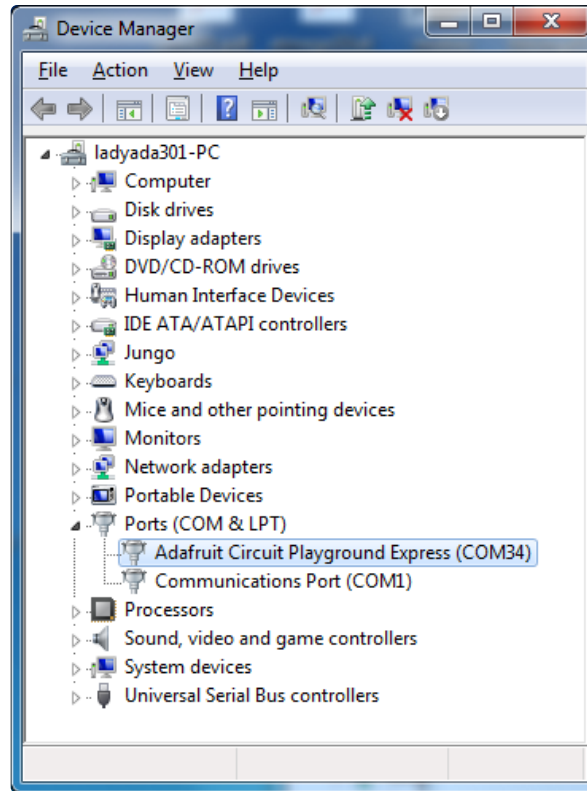 Device Manager
File Action View Help
ladyada301-PC
Computer
Disk drives
Display adapters
DVD/CD-ROM drives
Human Interface Devices
IDE ATA/ATAPI controllers
Jungo
Keyboards
Mice and other pointing devices
Monitors
Network adapters
Portable Devices
Ports (COM & LPT)
Adafruit Circuit Playground Express (COM34)
Communications Port (COM1)
Processors
Sound, video and game controllers
System devices
Universal Serial Bus controllers